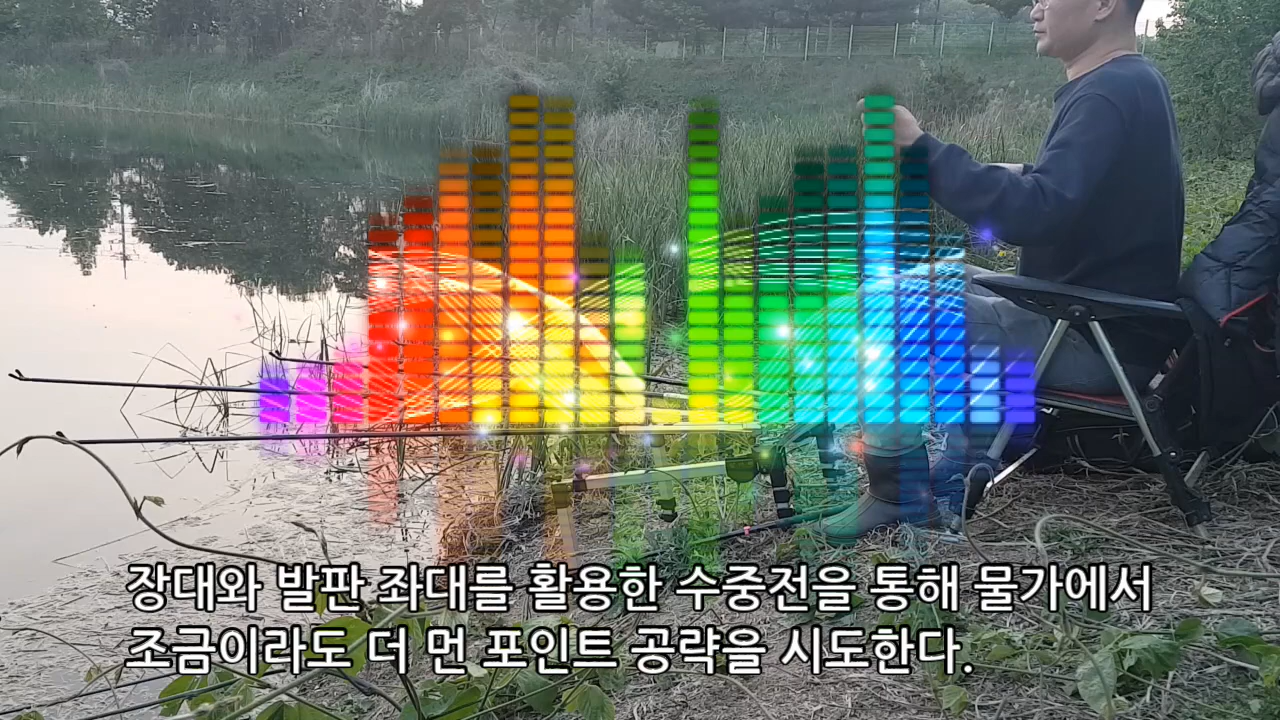 장대와 발판 좌대를 활용한 수중전을 통해 물가에서
조금이라도 더 먼 포인트 공략을 시도한다.